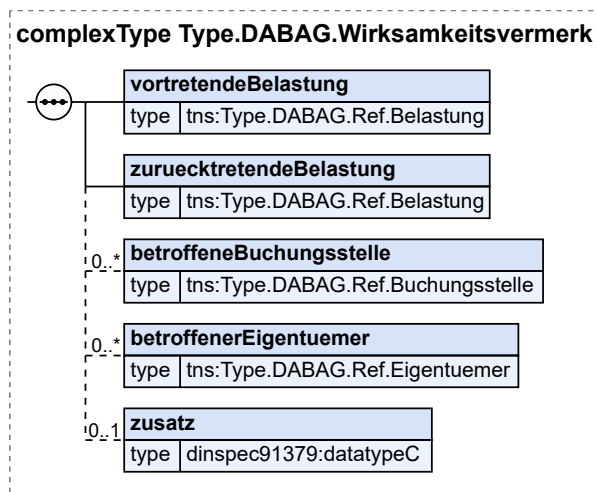 complexType Type.DABAG.Wirksamkeitsvermerk
vortretendeBelastung
type tns:Type.DABAG.Ref.Belastung
zuruecktretendeBelastung
type tns:Type.DABAG.Ref.Belastung
0..*
betroffeneBuchungsstelle
type tns:Type.DABAG.Ref.Buchungsstelle
0..*
betroffenerEigentuemer
type tns:Type.DABAG.Ref.Eigentuemer
0..1
zusatz
type dinspec91379:datatypeC